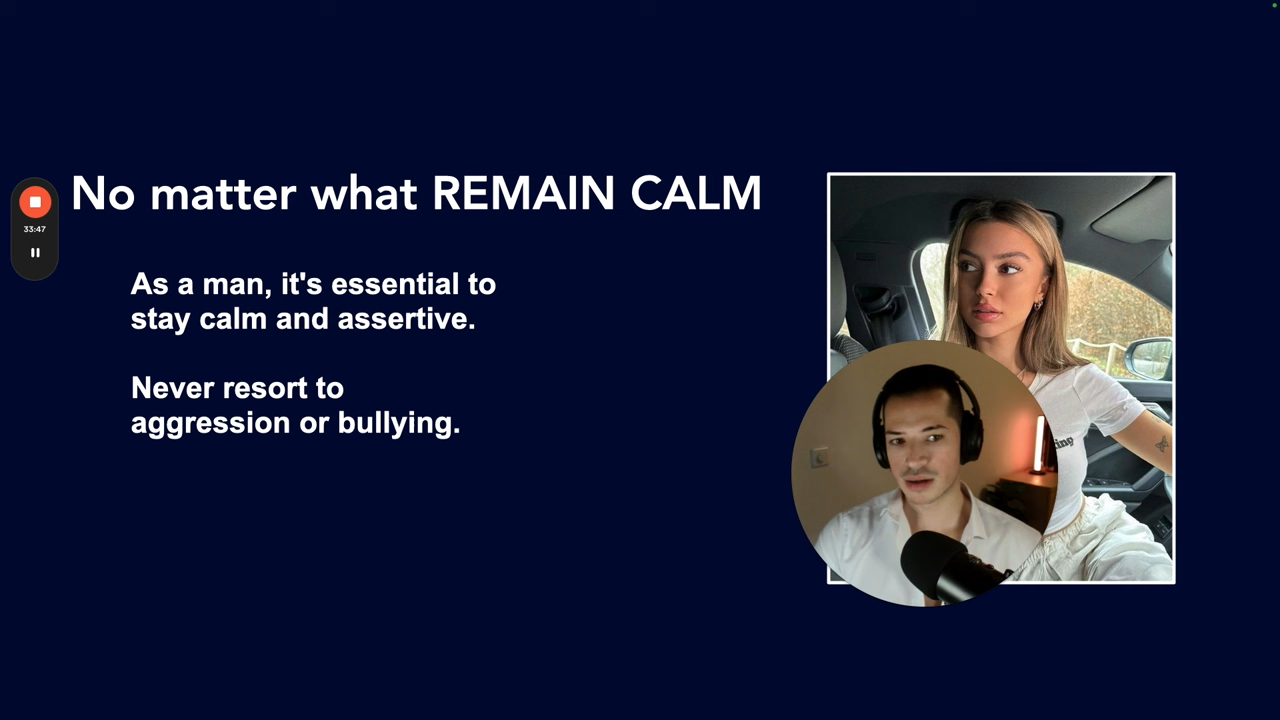 No matter what REMAIN CALM
33:47
As a man, it's essential to
stay calm and assertive.
Never resort to
aggression or bullying.